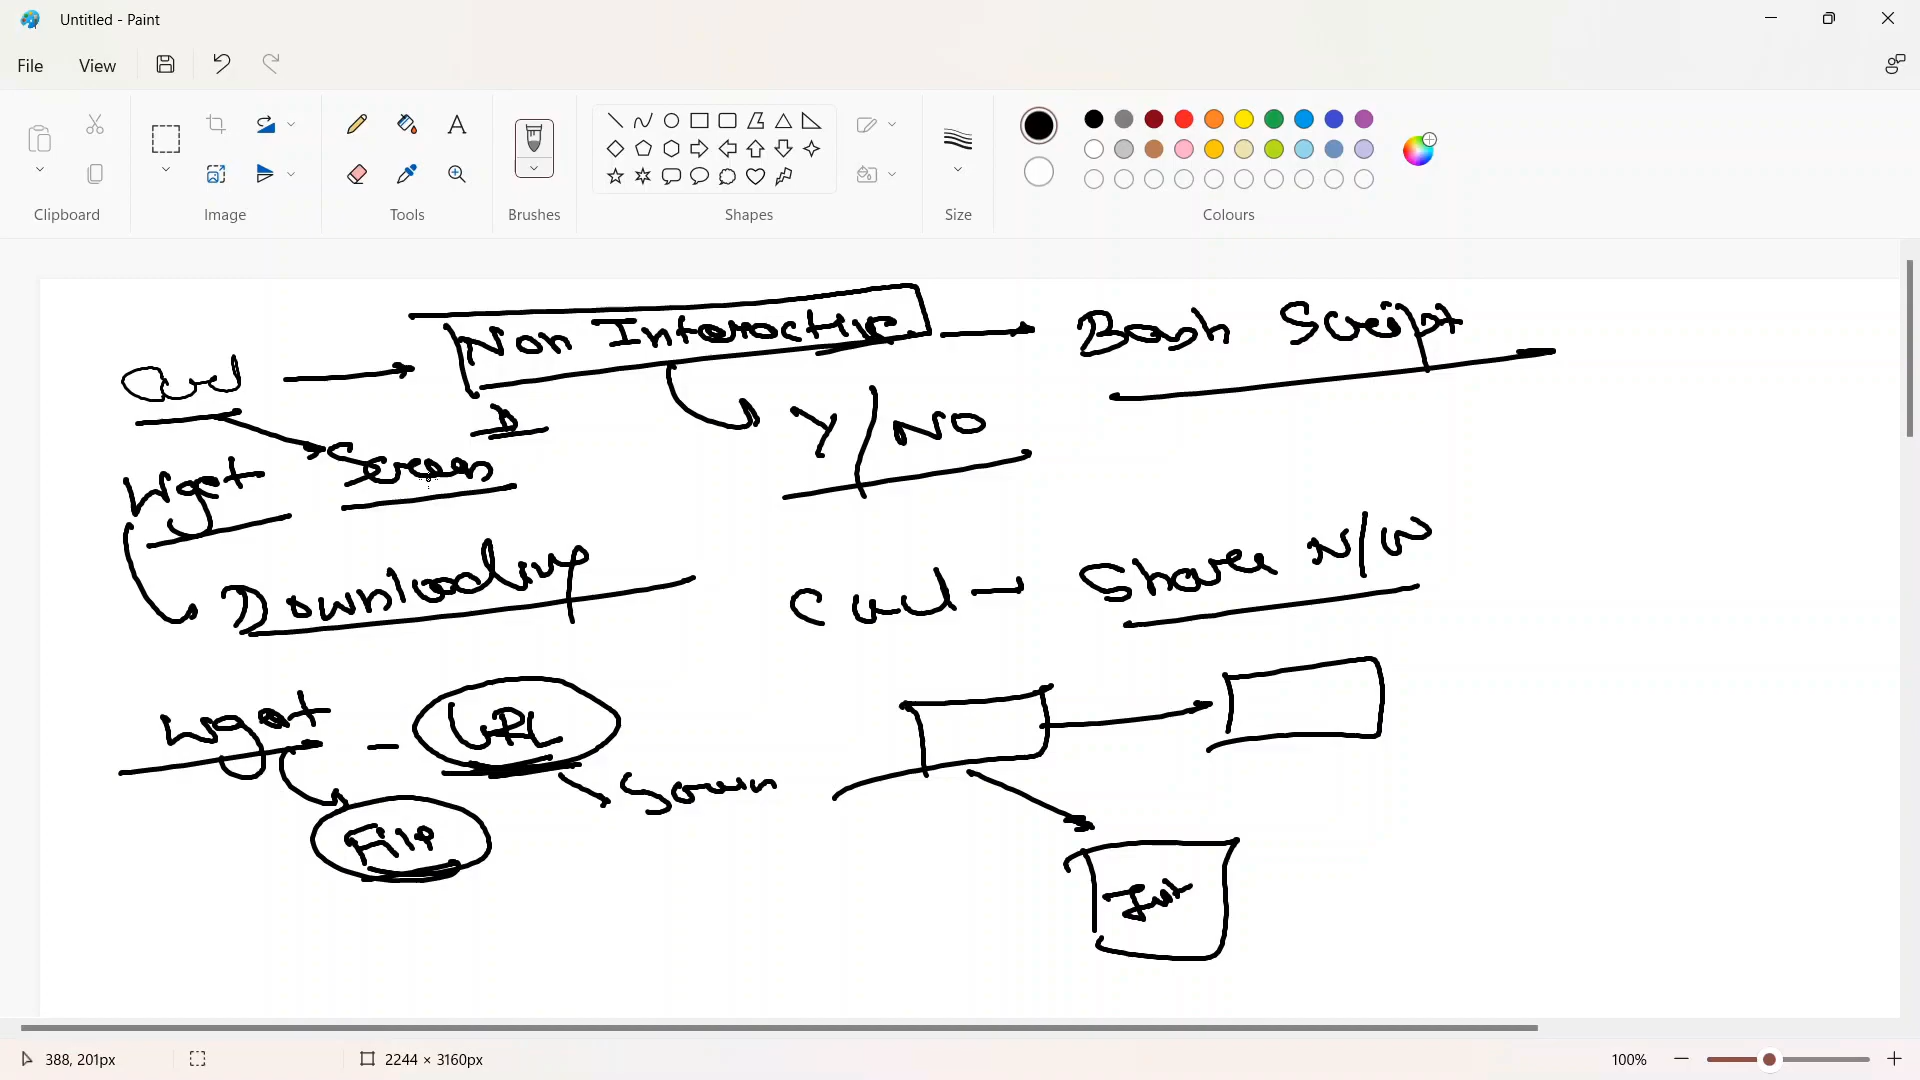 Untitled - Paint
File View
Clipboard Image Tools Brushes Shapes Size Colours
Non Interactive Bash Script
Curl
Y/NO
Wget Screen
Downloading Curl Share N/W
Wget - URL
Screen
File
388, 201px 2244 × 3160px 100%